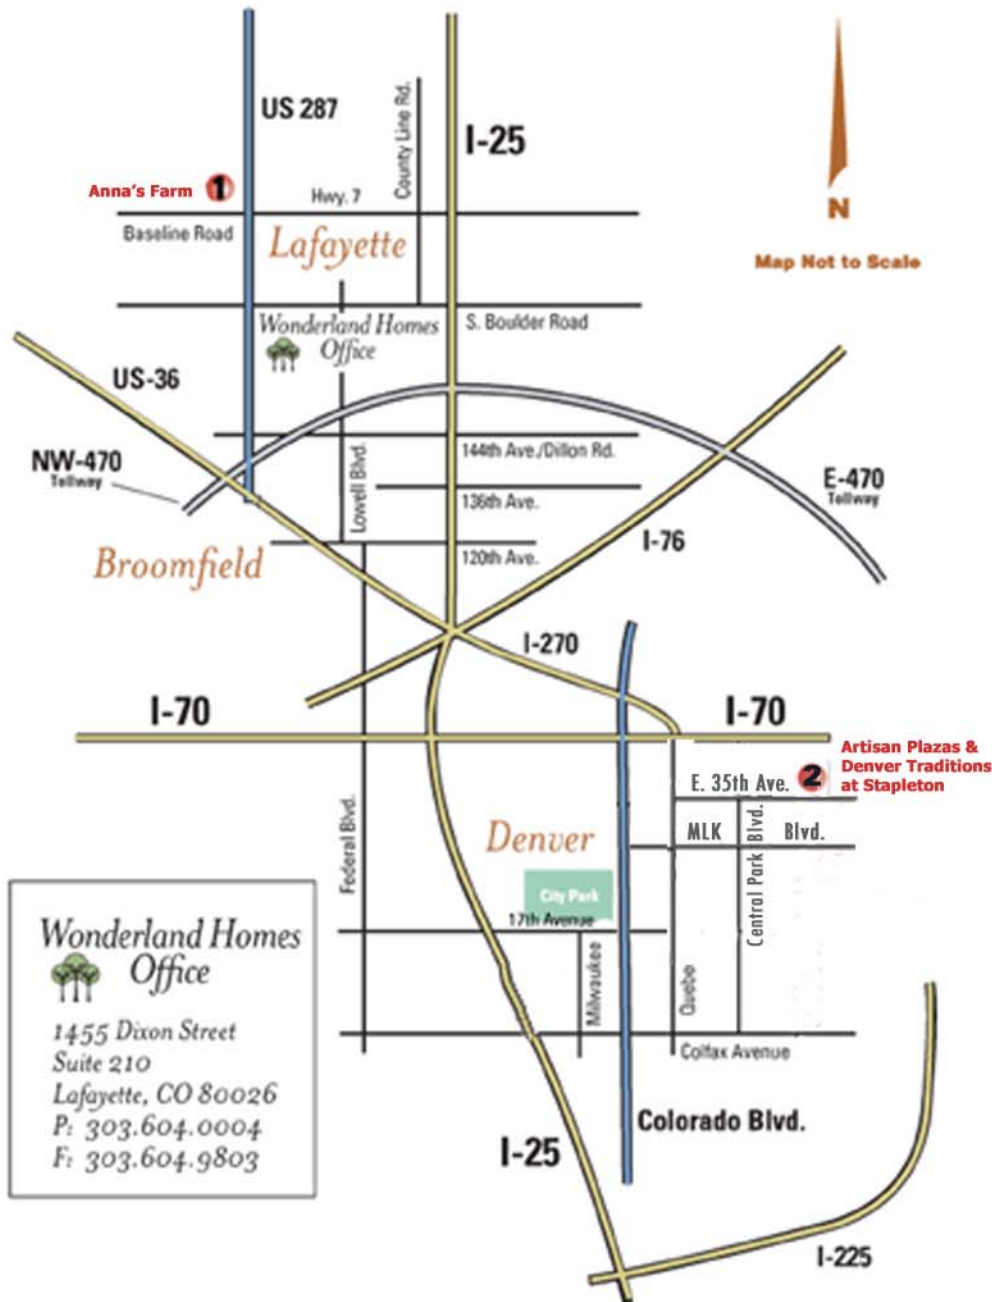 US 287
County Line Rd.
I-25
Anna's Farm 1
Hwy. 7
N
Baseline Road
Lafayette
Map Not to Scale
Wonderland Homes
Office
S. Boulder Road
US-36
NW-470
Tollway
Lowell Blvd.
144th Ave./Dillon Rd.
E-470
Tollway
136th Ave.
I-76
Broomfield
120th Ave.
I-270
I-70
I-70
Artisan Plazas &
Denver Traditions
at Stapleton
E. 35th Ave. 2
Federal Blvd.
Denver
MLK Blvd.
Central Park Blvd.
City Park
17th Avenue
Milwaukee
Quebe
Colfax Avenue
Wonderland Homes
Office
1455 Dixon Street
Suite 210
Lafayette, CO 80026
P: 303.604.0004
F: 303.604.9803
Colorado Blvd.
I-25
I-225